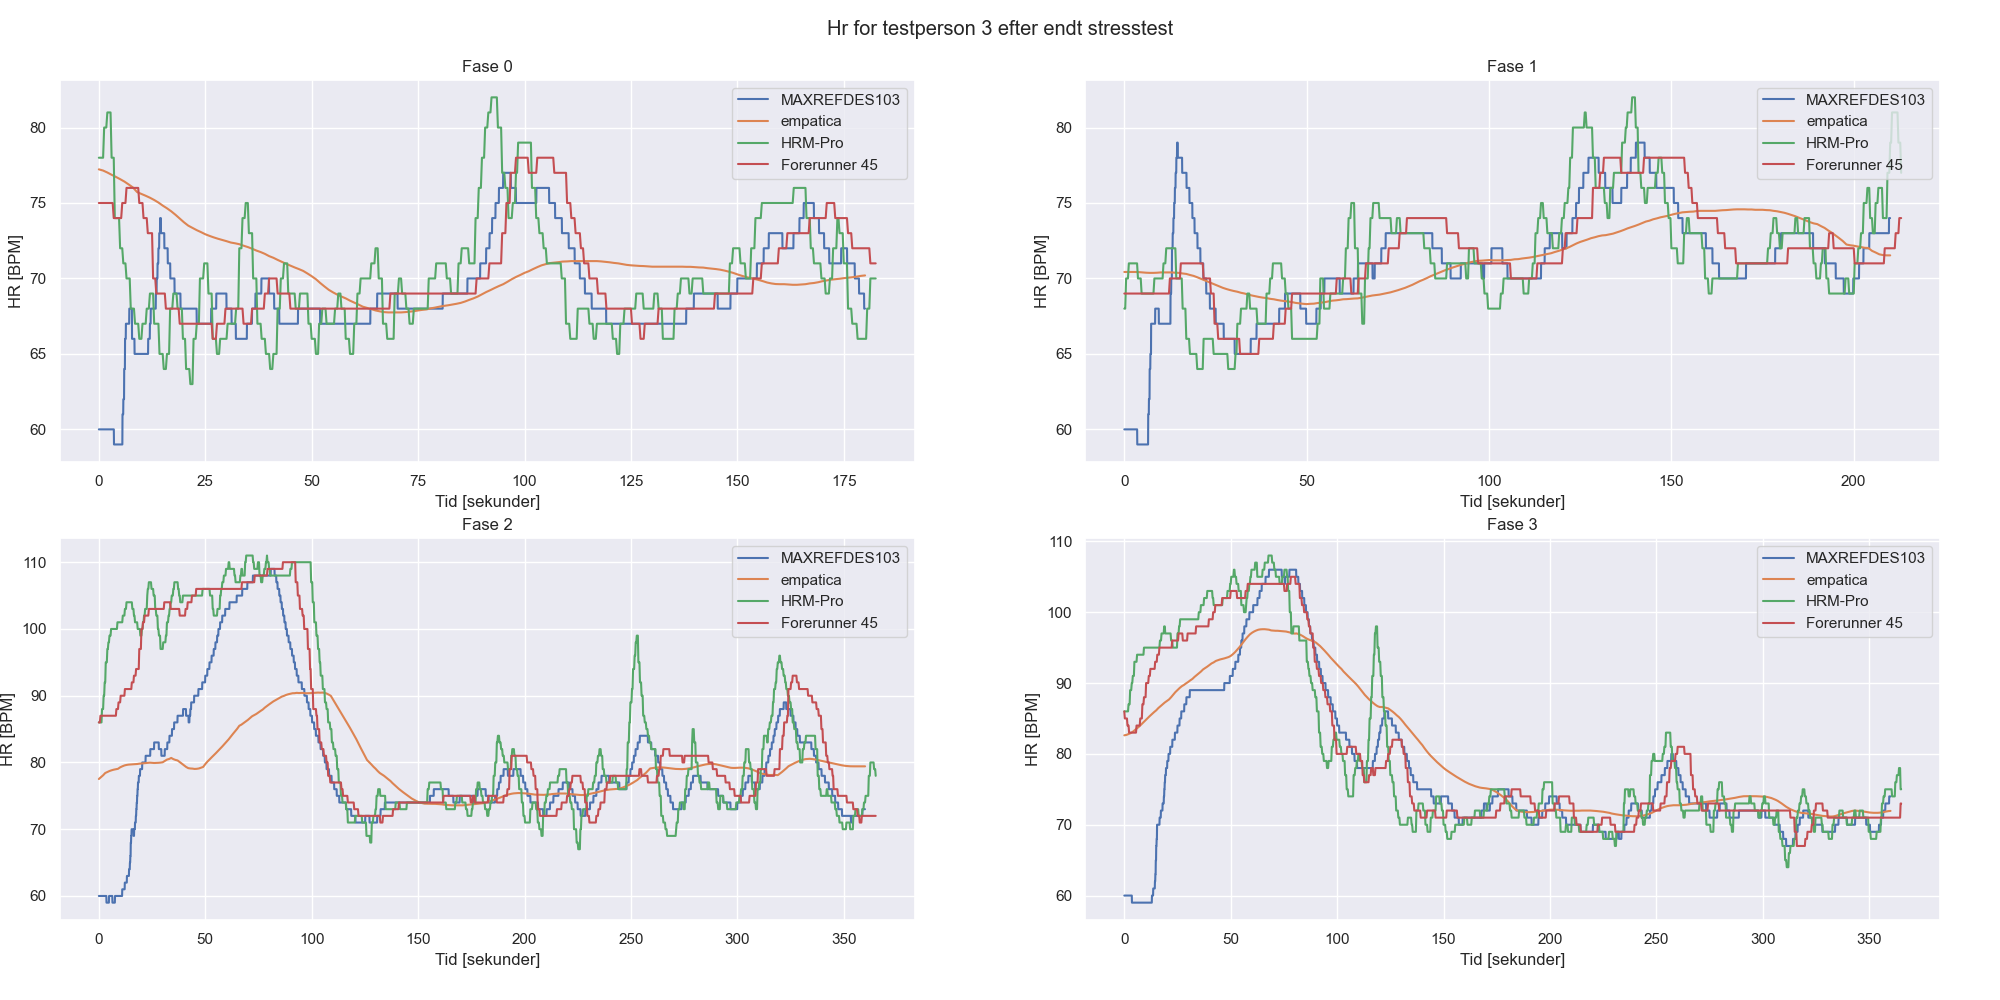 Hr for testperson 3 efter endt stresstest
Fase 0
HR [BPM]
80
75
70
65
60
MAXREFDES103
empatica
HRM-Pro
Forerunner 45
0 25 50 75 100 125 150 175
Tid [sekunder]
Fase 1
HR [BPM]
80
75
70
65
60
MAXREFDES103
empatica
HRM-Pro
Forerunner 45
0 50 100 150 200
Tid [sekunder]
Fase 2
HR [BPM]
110
100
90
80
70
60
MAXREFDES103
empatica
HRM-Pro
Forerunner 45
0 50 100 150 200 250 300 350
Tid [sekunder]
Fase 3
HR [BPM]
110
100
90
80
70
60
MAXREFDES103
empatica
HRM-Pro
Forerunner 45
0 50 100 150 200 250 300 350
Tid [sekunder]